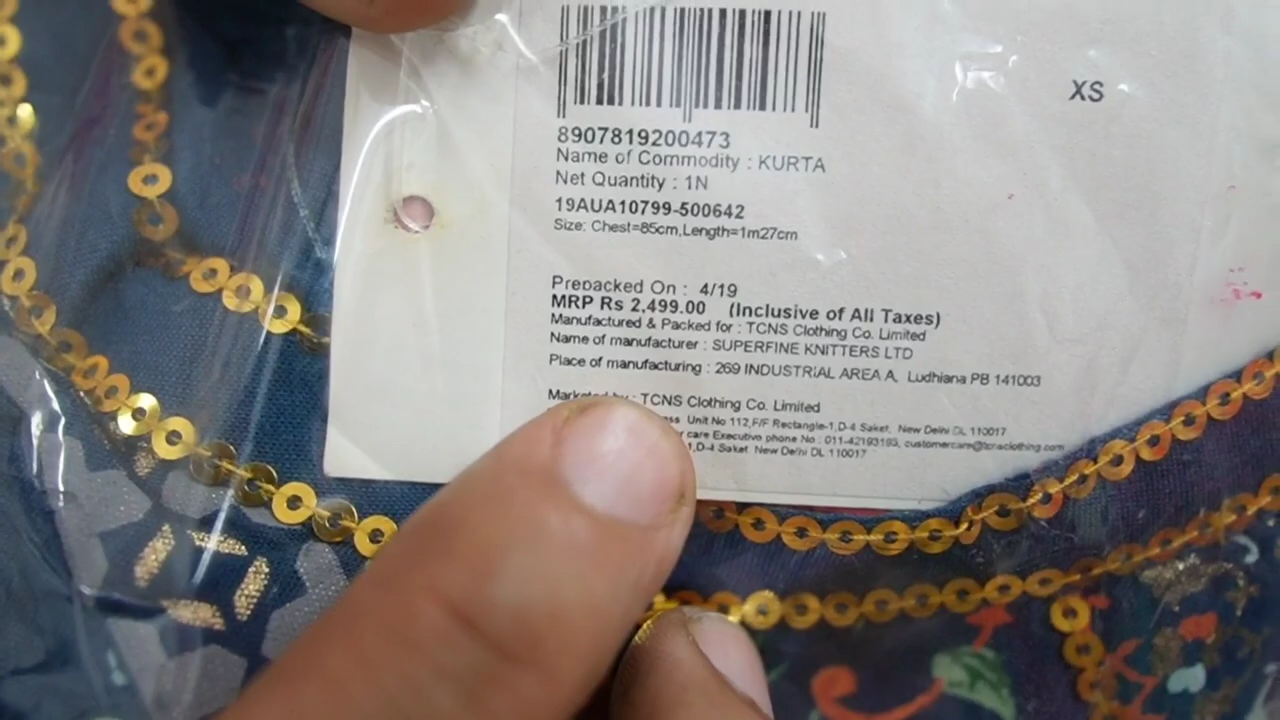 XS
8907819200473
Name of Commodity : KURTA
Net Quantity : 1N
19AUA10799-500642
Size: Chest=85cm,Length=1m27cm
Prepacked On : 4/19
MRP Rs 2,499.00 (Inclusive of All Taxes)
Manufactured & Packed for : TCNS Clothing Co. Limited
Name of manufacturer : SUPERFINE KNITTERS LTD
Place of manufacturing : 269 INDUSTRIAL AREA A, Ludhiana PB 141003
Marketed by : TCNS Clothing Co. Limited
Unit No 112,F/F Rectangle-1,D-4 Saket, New Delhi DL 110017
care Executive phone No : 011-42193193, customercare@tcnsclothing.com
1,D-4 Saket, New Delhi DL 110017